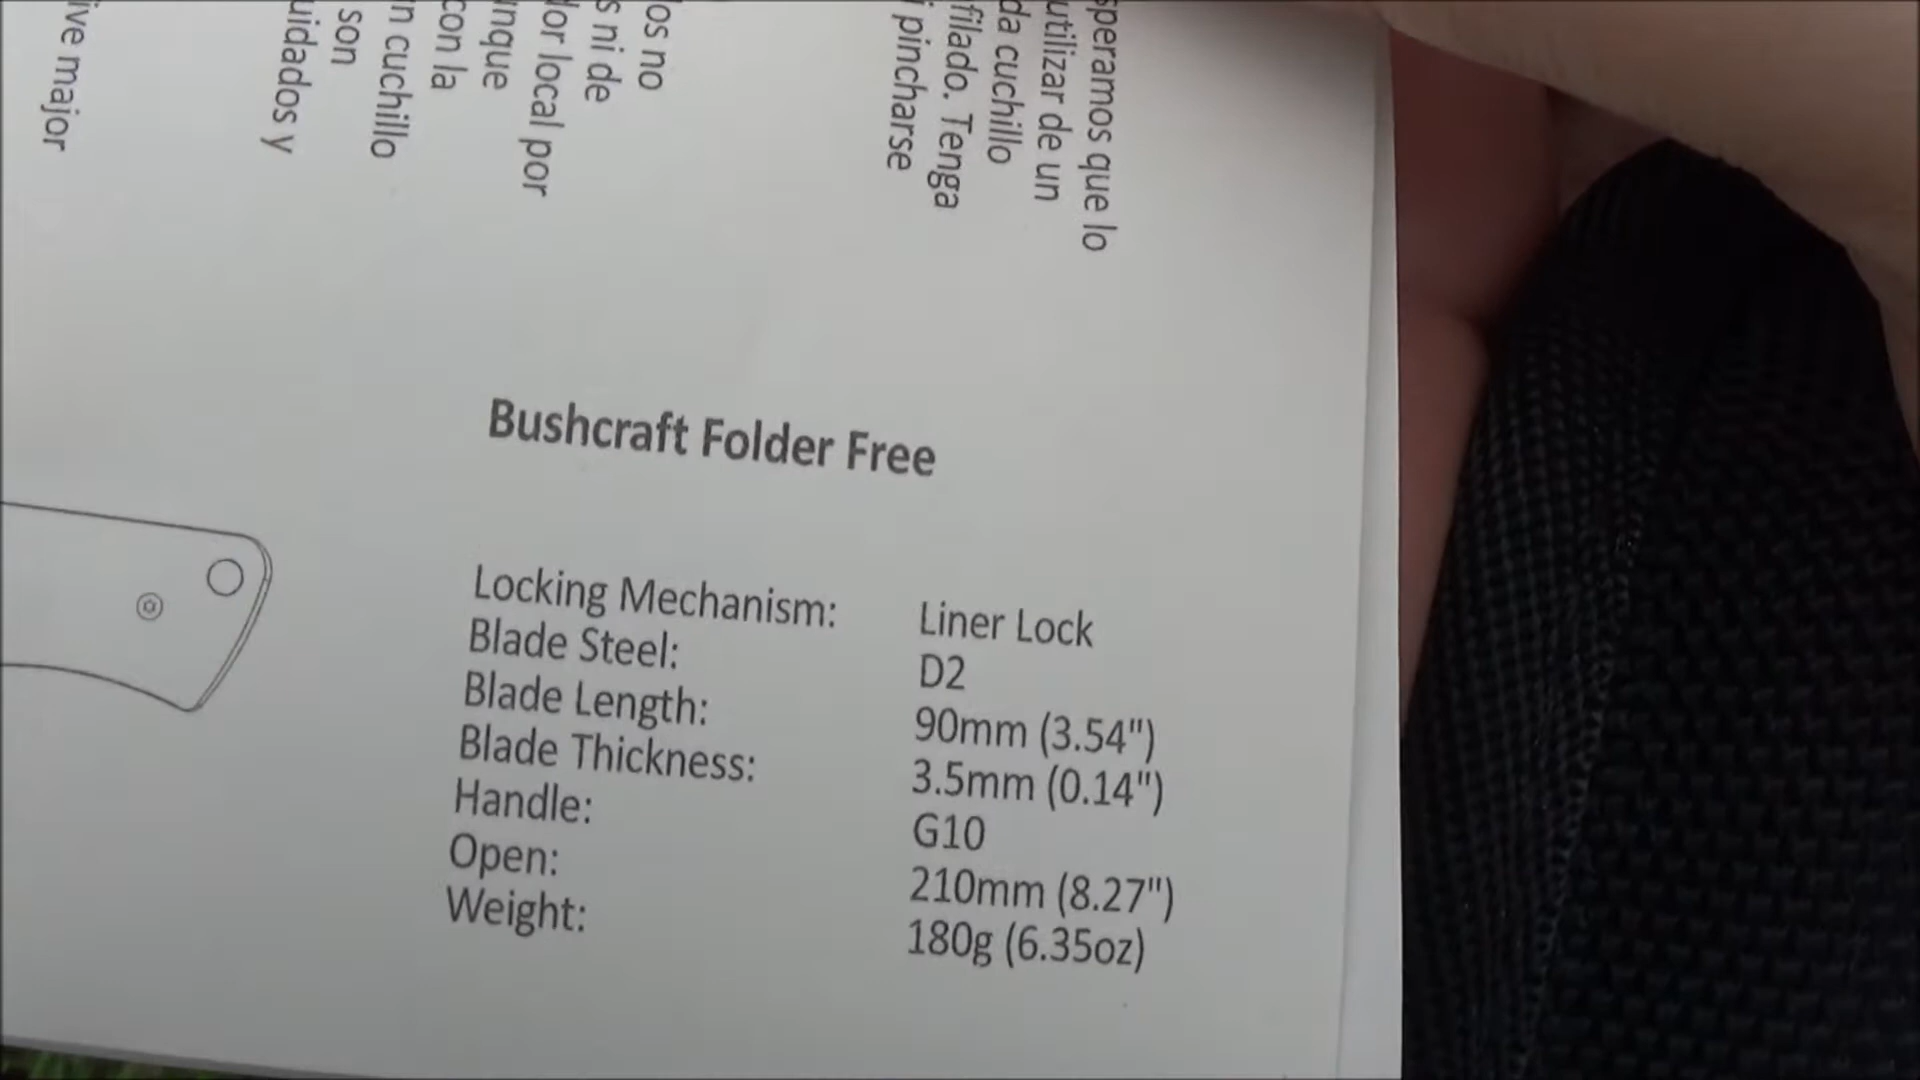 speramos que lo
utilizar de un
da cuchillo
filado. Tenga
i pincharse
os no
s ni de
or local por
nque
con la
n cuchillo
son
uidados y
ive major
Bushcraft Folder Free
Locking Mechanism: Liner Lock
Blade Steel: D2
Blade Length: 90mm (3.54")
Blade Thickness: 3.5mm (0.14")
Handle: G10
Open: 210mm (8.27")
Weight: 180g (6.35oz)